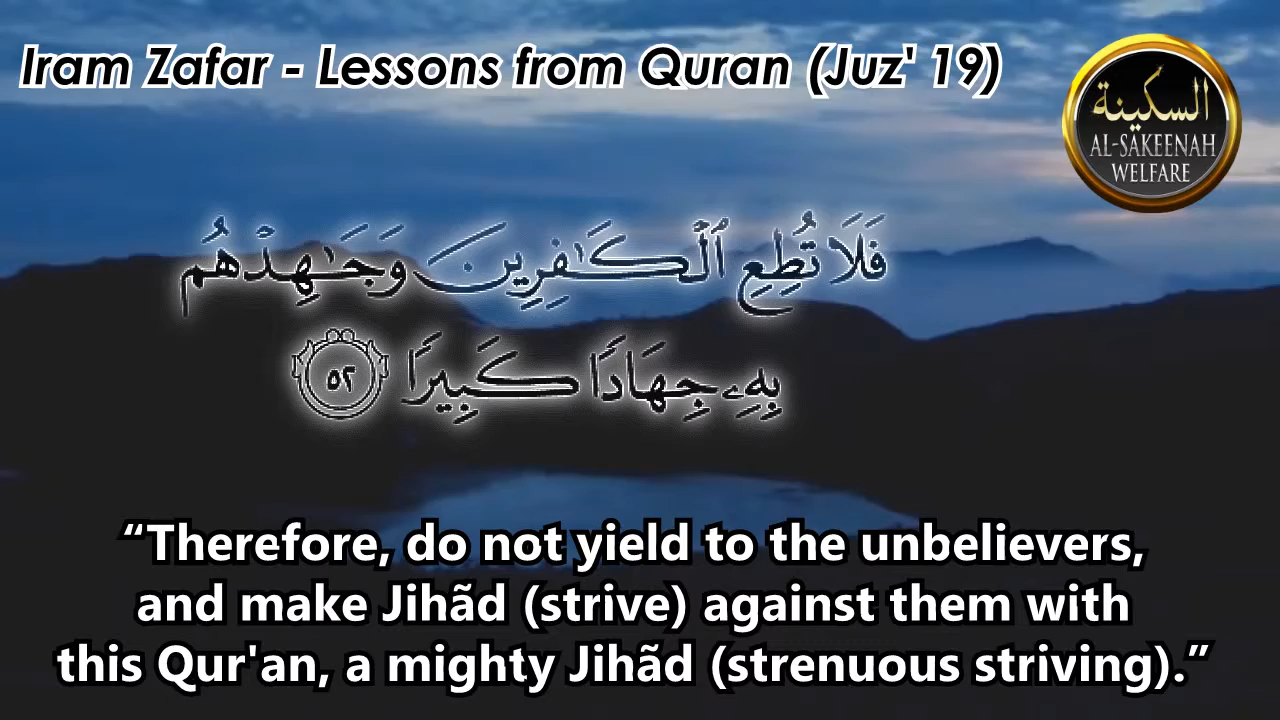 Iram Zafar - Lessons from Quran (Juz' 19)
السكينة
AL-SAKEENAH
WELFARE
فَلَا تُطِعِ ٱلْكَـٰفِرِينَ وَجَـٰهِدْهُم
بِهِۦ جِهَادًا كَبِيرًا ٥٢
“Therefore, do not yield to the unbelievers,
and make Jihãd (strive) against them with
this Qur'an, a mighty Jihãd (strenuous striving).”